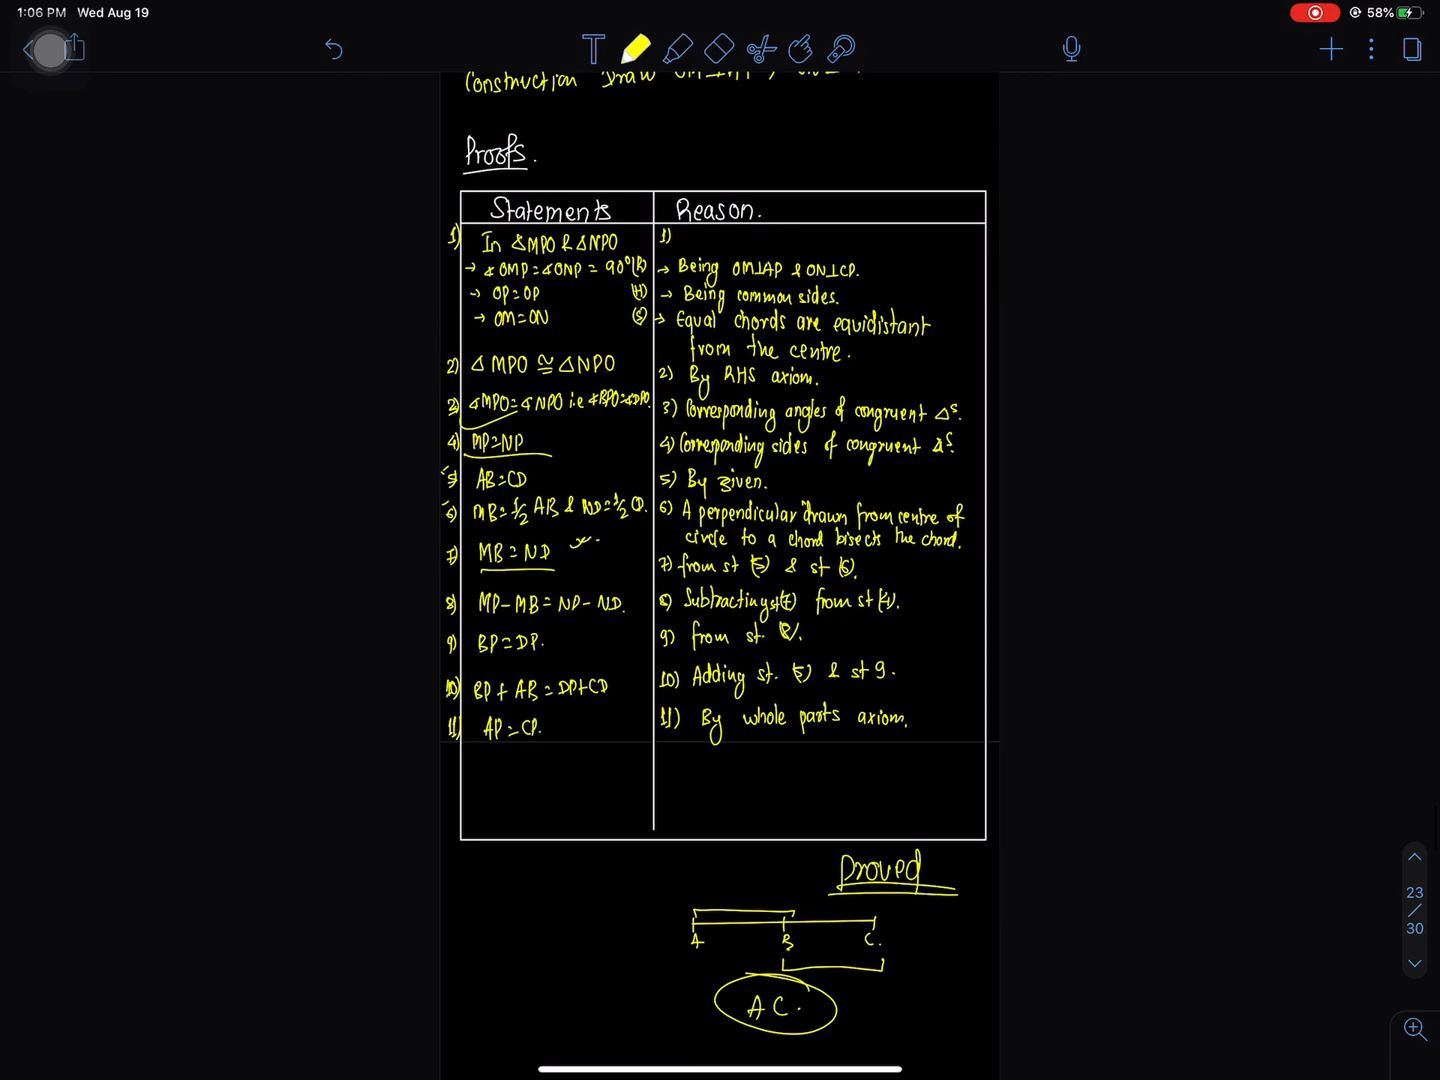 1:06 PM Wed Aug 19
58%
Construction Draw
Proofs.
Statements
Reason.
1) In ∆MPO & ∆NPO
1)
→ ∢OMP = ∢ONP = 90° (R)
→ Being OM⊥AP & ON⊥CP.
→ OP = OP (H)
→ Being common sides.
→ OM = ON (S)
→ Equal chords are equidistant
from the centre.
2) ∆ MPO ≅ ∆NPO
2) By RHS axiom.
3) ∢MPO = ∢NPO i.e ∢BPO = ∢DPO.
3) Corresponding angles of congruent ∆s.
4) MP = NP
4) Corresponding sides of congruent ∆s.
5) AB = CD
5) By given.
6) MB = 1/2 AB & ND = 1/2 CD.
6) A perpendicular drawn from centre of
circle to a chord bisects the chord.
7) MB = ND
7) from st (5) & st (6).
8) MP - MB = NP - ND.
8) Subtracting st(7) from st (4).
9) BP = DP.
9) from st. 8.
10) BP + AB = DP + CD
10) Adding st. (5) & st 9.
11) AP = CP.
11) By whole parts axiom.
Proved
A B C.
AC.
23
/
30